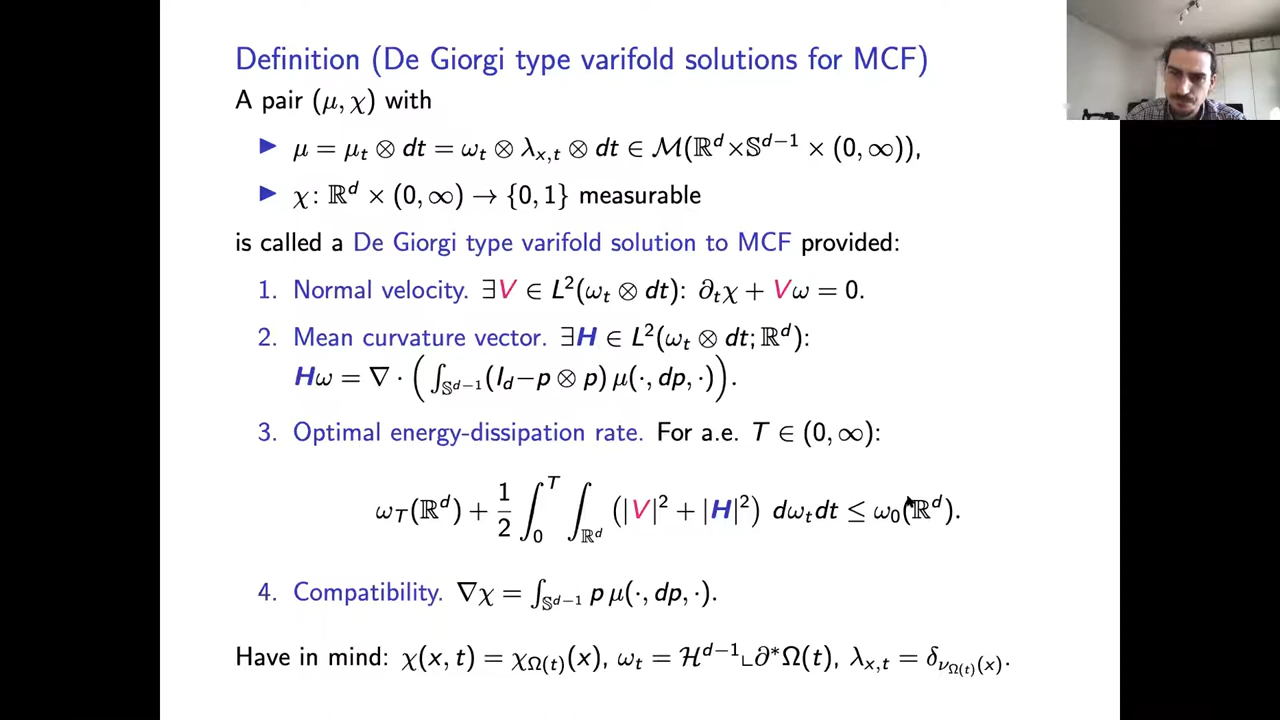 Definition (De Giorgi type varifold solutions for MCF)
A pair (μ, χ) with
▶ μ = μ_t ⊗ dt = ω_t ⊗ λ_{x,t} ⊗ dt ∈ ℳ(ℝ^d×𝕊^{d−1} × (0, ∞)),
▶ χ: ℝ^d × (0, ∞) → {0, 1} measurable
is called a De Giorgi type varifold solution to MCF provided:
1. Normal velocity. ∃V ∈ L²(ω_t ⊗ dt): ∂_tχ + Vω = 0.
2. Mean curvature vector. ∃H ∈ L²(ω_t ⊗ dt; ℝ^d):
Hω = ∇ · (∫_{𝕊^{d−1}}(I_d−p ⊗ p) μ(·, dp, ·)).
3. Optimal energy-dissipation rate. For a.e. T ∈ (0, ∞):
ω_T(ℝ^d) + \frac{1}{2} ∫_0^T ∫_{ℝ^d} (|V|² + |H|²) dω_t dt ≤ ω_0(ℝ^d).
4. Compatibility. ∇χ = ∫_{𝕊^{d−1}} p μ(·, dp, ·).
Have in mind: χ(x, t) = χ_{Ω(t)}(x), ω_t = ℋ^{d−1}⌞∂*Ω(t), λ_{x,t} = δ_{ν_{Ω(t)}(x)}.